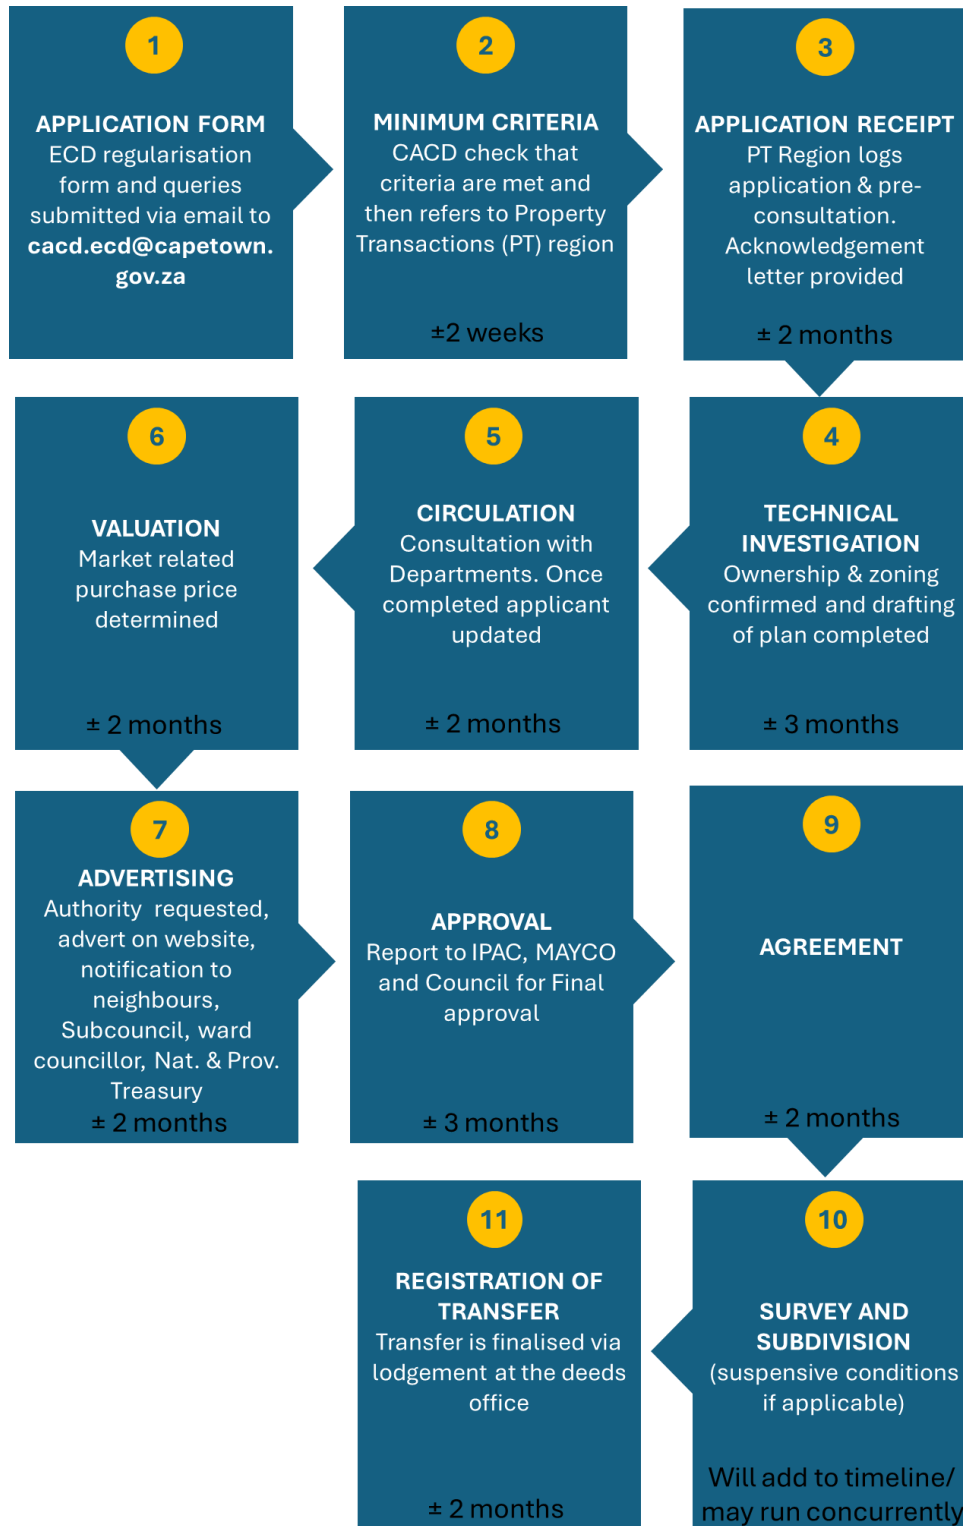 1
APPLICATION FORM
ECD regularisation
form and queries
submitted via email to
cacd.ecd@capetown.
gov.za
2
MINIMUM CRITERIA
CACD check that
criteria are met and
then refers to Property
Transactions (PT) region
±2 weeks
3
APPLICATION RECEIPT
PT Region logs
application & pre-
consultation.
Acknowledgement
letter provided
± 2 months
4
TECHNICAL
INVESTIGATION
Ownership & zoning
confirmed and drafting
of plan completed
± 3 months
5
CIRCULATION
Consultation with
Departments. Once
completed applicant
updated
± 2 months
6
VALUATION
Market related
purchase price
determined
± 2 months
7
ADVERTISING
Authority requested,
advert on website,
notification to
neighbours,
Subcouncil, ward
councillor, Nat. & Prov.
Treasury
± 2 months
8
APPROVAL
Report to IPAC, MAYCO
and Council for Final
approval
± 3 months
9
AGREEMENT
± 2 months
10
SURVEY AND
SUBDIVISION
(suspensive conditions
if applicable)
Will add to timeline/
may run concurrently
11
REGISTRATION OF
TRANSFER
Transfer is finalised via
lodgement at the deeds
office
± 2 months